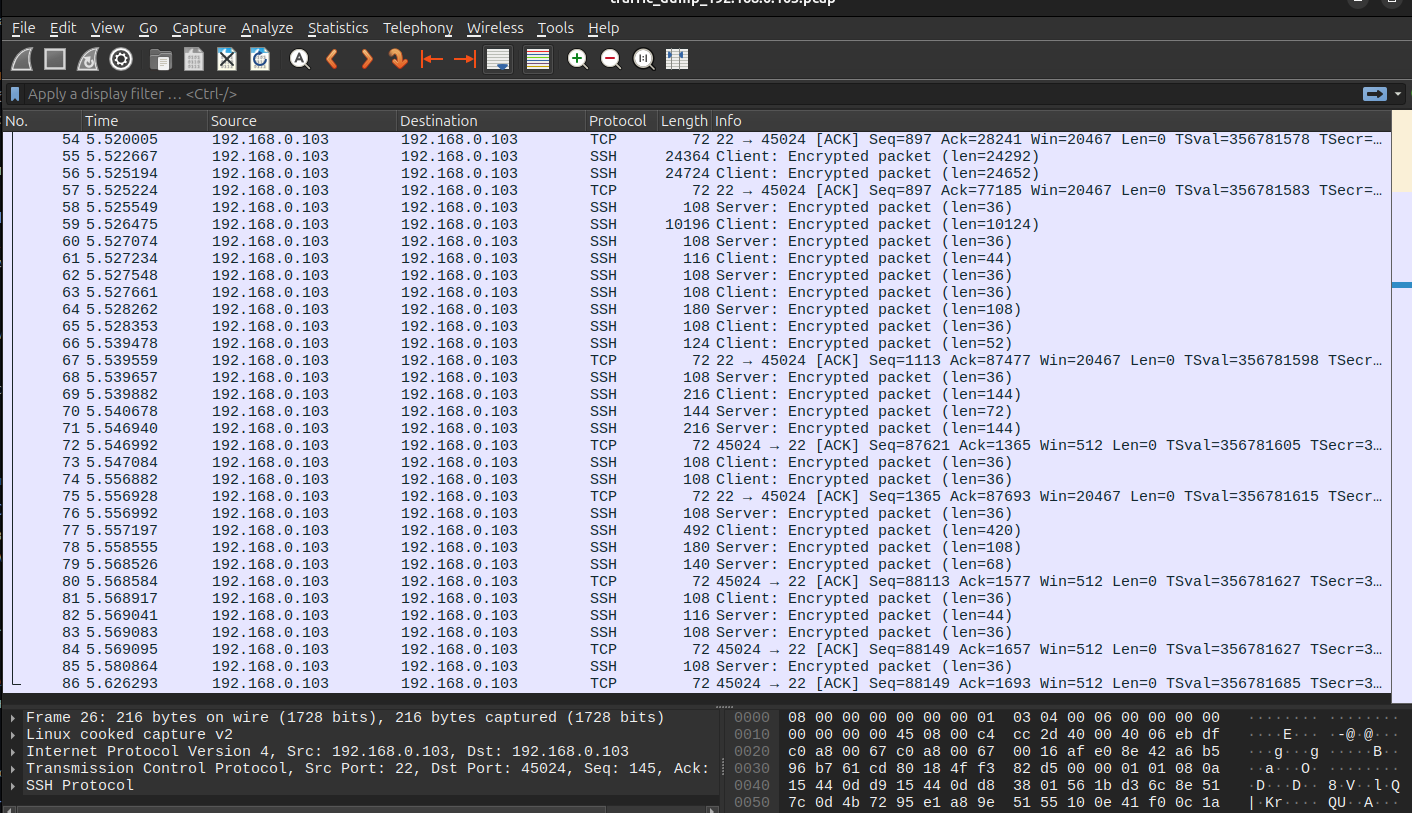 traffic_dump_192.168.0.103.pcap
File Edit View Go Capture Analyze Statistics Telephony Wireless Tools Help
Apply a display filter … <Ctrl-/>
No. Time Source Destination Protocol Length Info
54 5.520005 192.168.0.103 192.168.0.103 TCP 72 22 → 45024 [ACK] Seq=897 Ack=28241 Win=20467 Len=0 TSval=356781578 TSecr=…
55 5.522667 192.168.0.103 192.168.0.103 SSH 24364 Client: Encrypted packet (len=24292)
56 5.525194 192.168.0.103 192.168.0.103 SSH 24724 Client: Encrypted packet (len=24652)
57 5.525224 192.168.0.103 192.168.0.103 TCP 72 22 → 45024 [ACK] Seq=897 Ack=77185 Win=20467 Len=0 TSval=356781583 TSecr=…
58 5.525549 192.168.0.103 192.168.0.103 SSH 108 Server: Encrypted packet (len=36)
59 5.526475 192.168.0.103 192.168.0.103 SSH 10196 Client: Encrypted packet (len=10124)
60 5.527074 192.168.0.103 192.168.0.103 SSH 108 Server: Encrypted packet (len=36)
61 5.527234 192.168.0.103 192.168.0.103 SSH 116 Client: Encrypted packet (len=44)
62 5.527548 192.168.0.103 192.168.0.103 SSH 108 Server: Encrypted packet (len=36)
63 5.527661 192.168.0.103 192.168.0.103 SSH 108 Client: Encrypted packet (len=36)
64 5.528262 192.168.0.103 192.168.0.103 SSH 180 Server: Encrypted packet (len=108)
65 5.528353 192.168.0.103 192.168.0.103 SSH 108 Client: Encrypted packet (len=36)
66 5.539478 192.168.0.103 192.168.0.103 SSH 124 Client: Encrypted packet (len=52)
67 5.539559 192.168.0.103 192.168.0.103 TCP 72 22 → 45024 [ACK] Seq=1113 Ack=87477 Win=20467 Len=0 TSval=356781598 TSecr…
68 5.539657 192.168.0.103 192.168.0.103 SSH 108 Server: Encrypted packet (len=36)
69 5.539882 192.168.0.103 192.168.0.103 SSH 216 Client: Encrypted packet (len=144)
70 5.540678 192.168.0.103 192.168.0.103 SSH 144 Server: Encrypted packet (len=72)
71 5.546940 192.168.0.103 192.168.0.103 SSH 216 Server: Encrypted packet (len=144)
72 5.546992 192.168.0.103 192.168.0.103 TCP 72 45024 → 22 [ACK] Seq=87621 Ack=1365 Win=512 Len=0 TSval=356781605 TSecr=3…
73 5.547084 192.168.0.103 192.168.0.103 SSH 108 Client: Encrypted packet (len=36)
74 5.556882 192.168.0.103 192.168.0.103 SSH 108 Client: Encrypted packet (len=36)
75 5.556928 192.168.0.103 192.168.0.103 TCP 72 22 → 45024 [ACK] Seq=1365 Ack=87693 Win=20467 Len=0 TSval=356781615 TSecr…
76 5.556992 192.168.0.103 192.168.0.103 SSH 108 Server: Encrypted packet (len=36)
77 5.557197 192.168.0.103 192.168.0.103 SSH 492 Client: Encrypted packet (len=420)
78 5.558555 192.168.0.103 192.168.0.103 SSH 180 Server: Encrypted packet (len=108)
79 5.568526 192.168.0.103 192.168.0.103 SSH 140 Server: Encrypted packet (len=68)
80 5.568584 192.168.0.103 192.168.0.103 TCP 72 45024 → 22 [ACK] Seq=88113 Ack=1577 Win=512 Len=0 TSval=356781627 TSecr=3…
81 5.568917 192.168.0.103 192.168.0.103 SSH 108 Client: Encrypted packet (len=36)
82 5.569041 192.168.0.103 192.168.0.103 SSH 116 Server: Encrypted packet (len=44)
83 5.569083 192.168.0.103 192.168.0.103 SSH 108 Server: Encrypted packet (len=36)
84 5.569095 192.168.0.103 192.168.0.103 TCP 72 45024 → 22 [ACK] Seq=88149 Ack=1657 Win=512 Len=0 TSval=356781627 TSecr=3…
85 5.580864 192.168.0.103 192.168.0.103 SSH 108 Server: Encrypted packet (len=36)
86 5.626293 192.168.0.103 192.168.0.103 TCP 72 45024 → 22 [ACK] Seq=88149 Ack=1693 Win=512 Len=0 TSval=356781685 TSecr=3…
Frame 26: 216 bytes on wire (1728 bits), 216 bytes captured (1728 bits)
Linux cooked capture v2
Internet Protocol Version 4, Src: 192.168.0.103, Dst: 192.168.0.103
Transmission Control Protocol, Src Port: 22, Dst Port: 45024, Seq: 145, Ack:
SSH Protocol
0000 08 00 00 00 00 00 00 01 03 04 00 06 00 00 00 00 ········ ········
0010 00 00 00 00 45 08 00 c4 cc 2d 40 00 40 06 eb df ····E··· ·-@·@···
0020 c0 a8 00 67 c0 a8 00 67 00 16 af e0 8e 42 a6 b5 ···g···g ·····B··
0030 96 b7 61 cd 80 18 4f f3 82 d5 00 00 01 01 08 0a ··a···O· ········
0040 15 44 0d d9 15 44 0d d8 38 01 56 1b d3 6c 8e 51 ·D···D·· 8·V··l·Q
0050 7c 0d 4b 72 95 e1 a8 9e 51 55 10 0e 41 f0 0c 1a |·Kr···· QU··A···